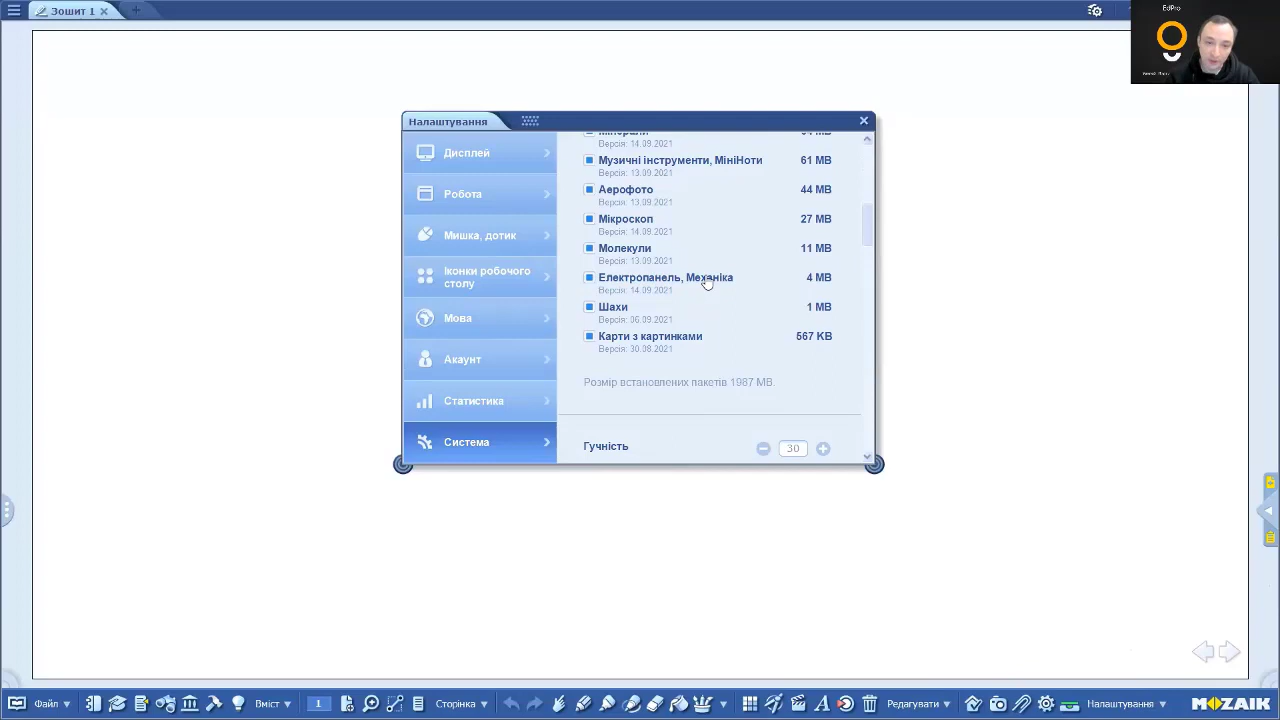 Зошит 1
EdPro
Налаштування
Дисплей
Робота
Мишка, дотик
Іконки робочого
столу
Мова
Акаунт
Статистика
Система
Мінерали
Версія: 14.09.2021
Музичні інструменти, МініНоти 61 MB
Версія: 13.09.2021
Аерофото 44 MB
Версія: 13.09.2021
Мікроскоп 27 MB
Версія: 14.09.2021
Молекули 11 MB
Версія: 13.09.2021
Електропанель, Механіка 4 MB
Версія: 14.09.2021
Шахи 1 MB
Версія: 06.09.2021
Карти з картинками 567 KB
Версія: 30.08.2021
Розмір встановлених пакетів 1987 MB.
Гучність 30
Файл Вміст 1 Сторінка Редагувати Налаштування MOZAIK